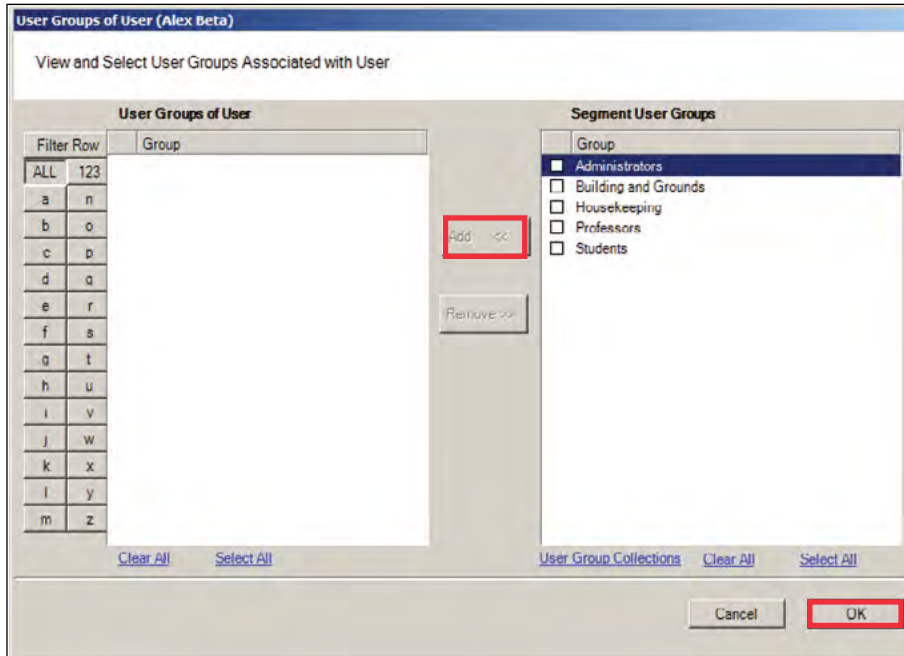 User Groups of User (Alex Beta)
View and Select User Groups Associated with User
User Groups of User
Segment User Groups
Filter Row
Group
Group
ALL 123
a n
b o
c p
d q
e r
f s
g t
h u
i v
j w
k x
l y
m z
Add <<
Remove >>
Administrators
Building and Grounds
Housekeeping
Professors
Students
Clear All
Select All
User Group Collections
Clear All
Select All
Cancel
OK